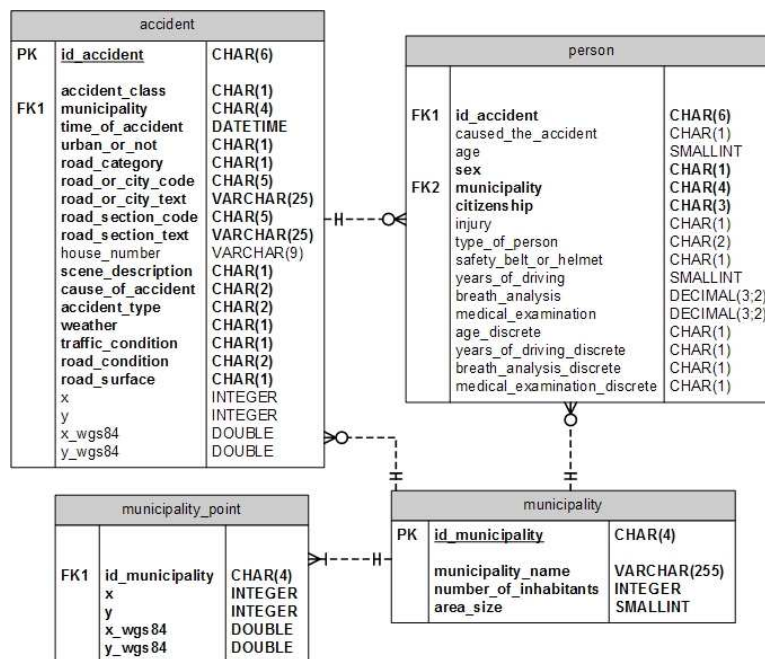 accident
PK id_accident CHAR(6)
accident_class CHAR(1)
FK1 municipality CHAR(4)
time_of_accident DATETIME
urban_or_not CHAR(1)
road_category CHAR(1)
road_or_city_code CHAR(5)
road_or_city_text VARCHAR(25)
road_section_code CHAR(5)
road_section_text VARCHAR(25)
house_number VARCHAR(9)
scene_description CHAR(1)
cause_of_accident CHAR(2)
accident_type CHAR(2)
weather CHAR(1)
traffic_condition CHAR(1)
road_condition CHAR(2)
road_surface CHAR(1)
x INTEGER
y INTEGER
x_wgs84 DOUBLE
y_wgs84 DOUBLE
person
FK1 id_accident CHAR(6)
caused_the_accident CHAR(1)
age SMALLINT
sex CHAR(1)
FK2 municipality CHAR(4)
citizenship CHAR(3)
injury CHAR(1)
type_of_person CHAR(2)
safety_belt_or_helmet CHAR(1)
years_of_driving SMALLINT
breath_analysis DECIMAL(3;2)
medical_examination DECIMAL(3;2)
age_discrete CHAR(1)
years_of_driving_discrete CHAR(1)
breath_analysis_discrete CHAR(1)
medical_examination_discrete CHAR(1)
municipality_point
FK1 id_municipality CHAR(4)
x INTEGER
y INTEGER
x_wgs84 DOUBLE
y_wgs84 DOUBLE
municipality
PK id_municipality CHAR(4)
municipality_name VARCHAR(255)
number_of_inhabitants INTEGER
area_size SMALLINT